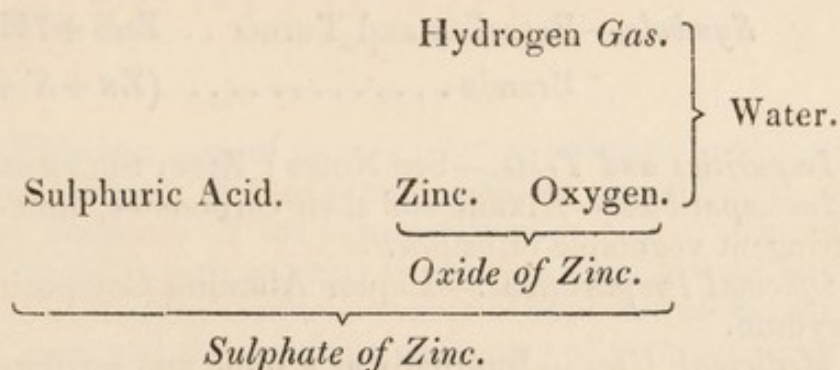 Hydrogen Gas.
Water.
Sulphuric Acid. Zinc. Oxygen.
Oxide of Zinc.
Sulphate of Zinc.